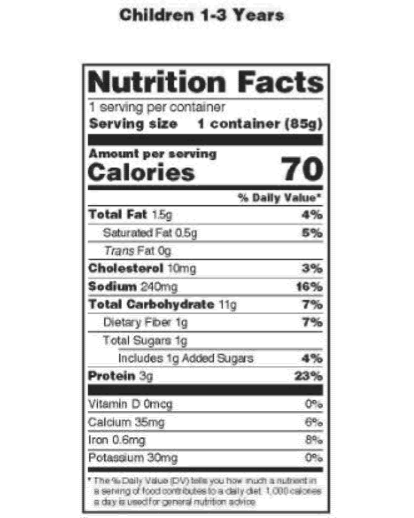 Children 1-3 Years
Nutrition Facts
1 serving per container
Serving size 1 container (85g)
Amount per serving
Calories 70
% Daily Value*
Total Fat 1.5g 4%
Saturated Fat 0.5g 5%
Trans Fat 0g
Cholesterol 10mg 3%
Sodium 240mg 16%
Total Carbohydrate 11g 7%
Dietary Fiber 1g 7%
Total Sugars 1g
Includes 1g Added Sugars 4%
Protein 3g 23%
Vitamin D 0mcg 0%
Calcium 35mg 6%
Iron 0.6mg 8%
Potassium 30mg 0%
* The % Daily Value (DV) tells you how much a nutrient in
a serving of food contributes to a daily diet. 1,000 calories
a day is used for general nutrition advice.